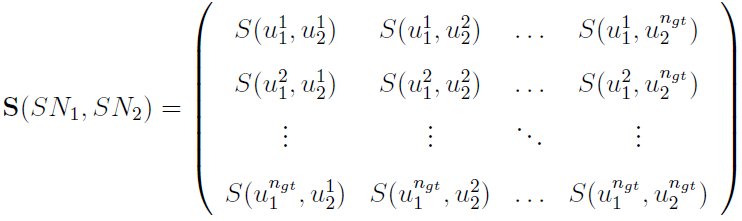 S(u_1^1, u_2^1) S(u_1^1, u_2^2) … S(u_1^1, u_2^{n_{gt}})
S(u_1^2, u_2^1) S(u_1^2, u_2^2) … S(u_1^2, u_2^{n_{gt}})
S(SN_1, SN_2) =
⋮ ⋮ ⋱ ⋮
S(u_1^{n_{gt}}, u_2^1) S(u_1^{n_{gt}}, u_2^2) … S(u_1^{n_{gt}}, u_2^{n_{gt}})